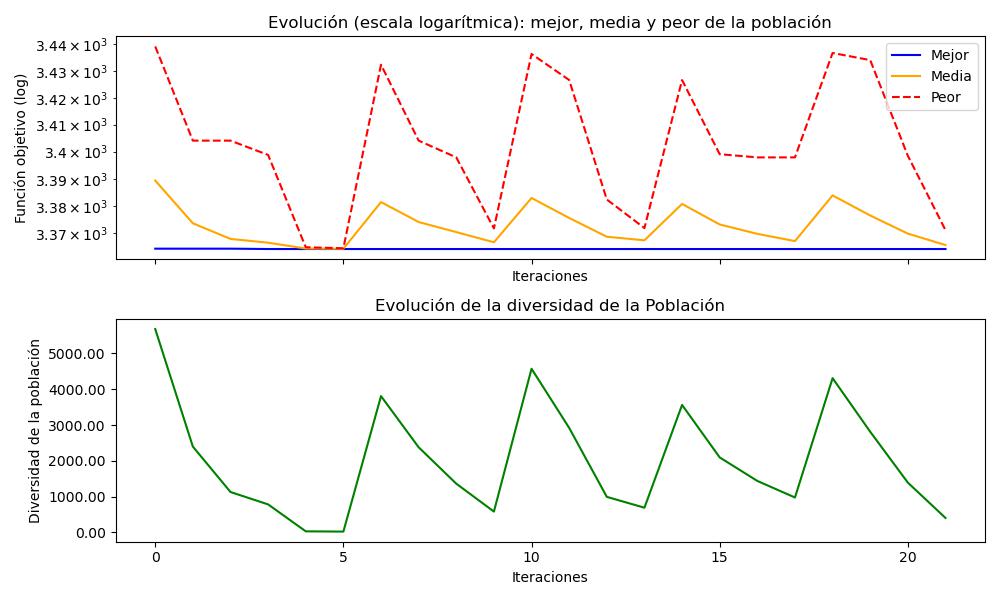 Evolución (escala logarítmica): mejor, media y peor de la población
Función objetivo (log)
3.44 × 10³
3.43 × 10³
3.42 × 10³
3.41 × 10³
3.4 × 10³
3.39 × 10³
3.38 × 10³
3.37 × 10³
Mejor
Media
Peor
Iteraciones
Evolución de la diversidad de la Población
Diversidad de la población
5000.00
4000.00
3000.00
2000.00
1000.00
0.00
0 5 10 15 20
Iteraciones